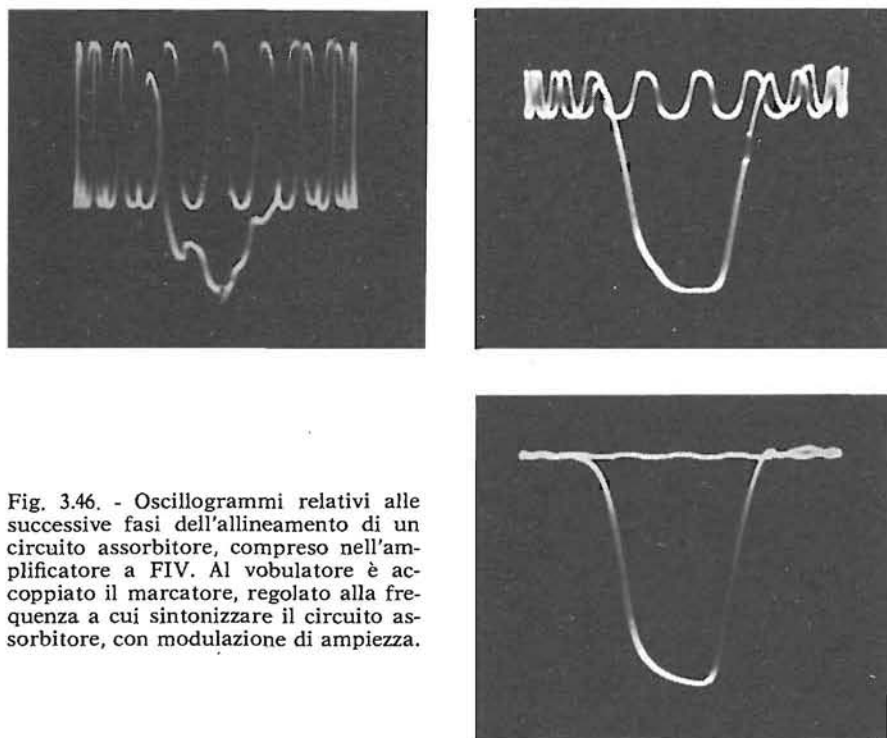 Fig. 3.46. - Oscillogrammi relativi alle
successive fasi dell'allineamento di un
circuito assorbitore, compreso nell'am-
plificatore a FIV. Al vobulatore è ac-
coppiato il marcatore, regolato alla fre-
quenza a cui sintonizzare il circuito as-
sorbitore, con modulazione di ampiezza.